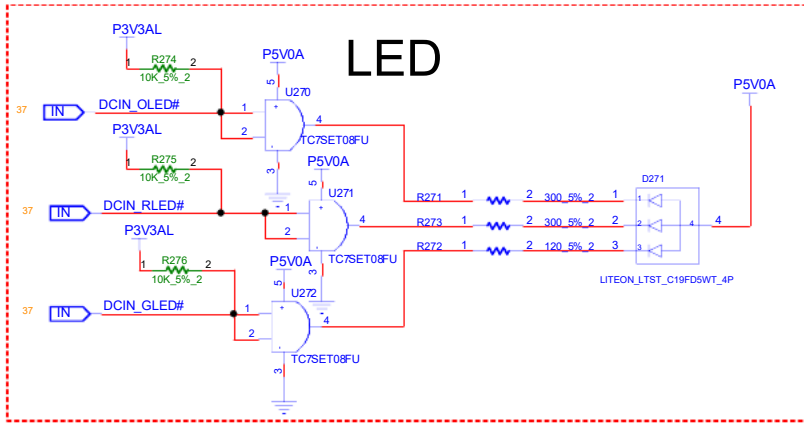 LED
P3V3AL
1 R274 2
10K_5%_2
P5V0A
5
U270
37 IN DCIN_OLED# 1
2
4
TC7SET08FU
3
P3V3AL
1 R275 2
10K_5%_2
P5V0A
5
U271
37 IN DCIN_RLED# 1
2
4
TC7SET08FU
3
P3V3AL
1 R276 2
10K_5%_2
P5V0A
5
U272
37 IN DCIN_GLED# 1
2
4
TC7SET08FU
3
P5V0A
D271
R271 1 2 300_5%_2 1 1
R273 1 2 300_5%_2 2 2 4 4
R272 1 2 120_5%_2 3 3
LITEON_LTST_C19FD5WT_4P